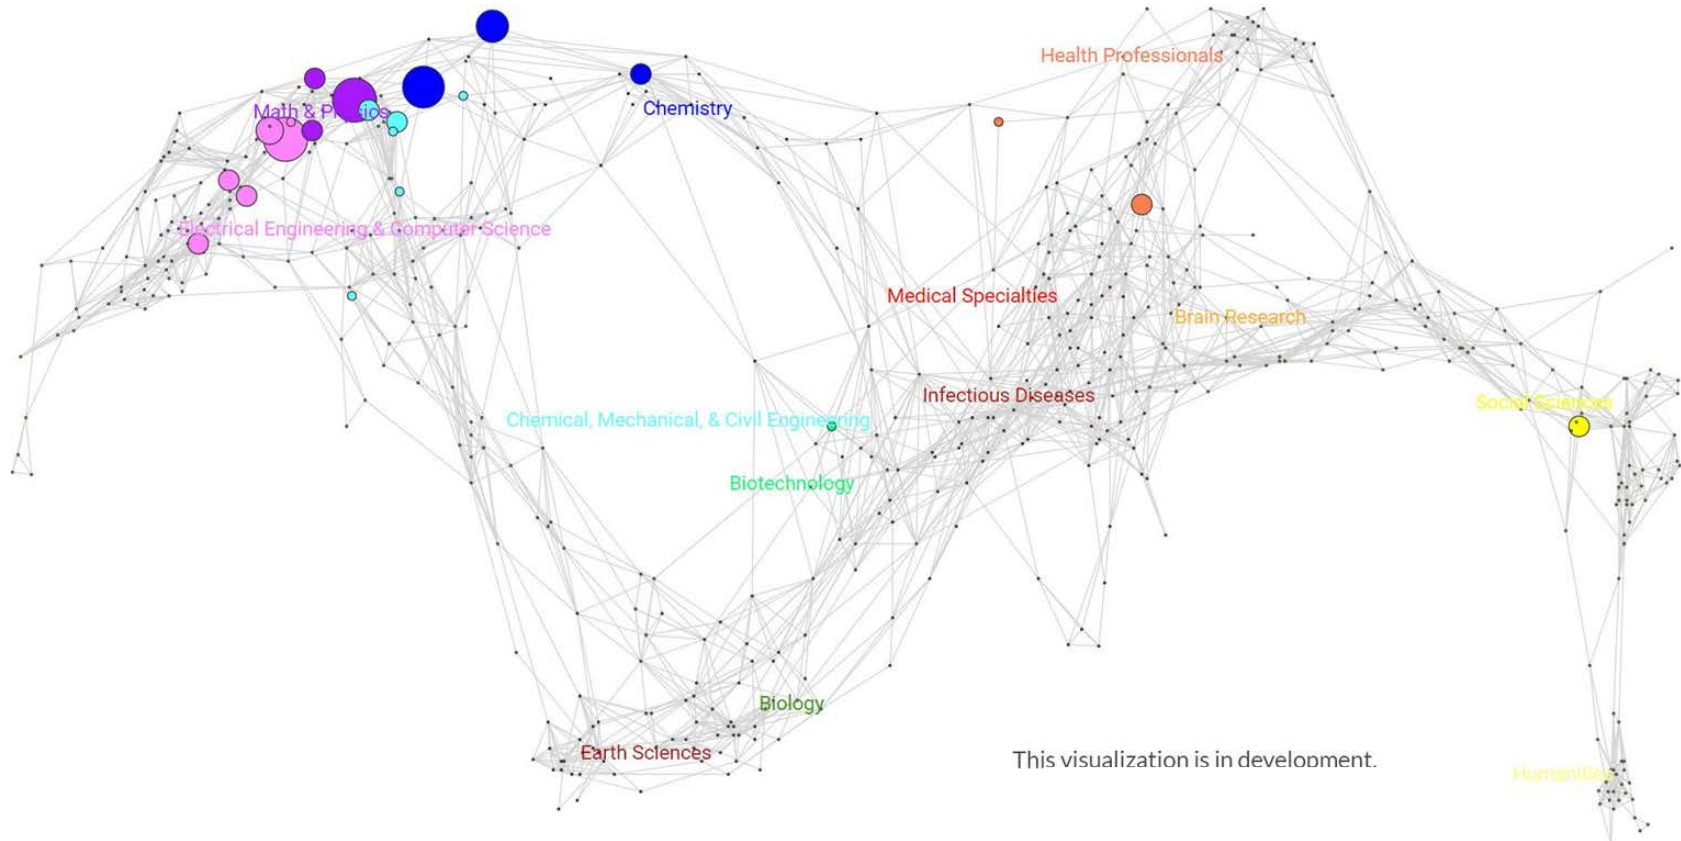 Health Professionals
Chemistry
Math & Physics
Electrical Engineering & Computer Science
Medical Specialties
Brain Research
Infectious Diseases
Social Sciences
Chemical, Mechanical, & Civil Engineering
Biotechnology
Biology
Earth Sciences
This visualization is in development.
Humanities